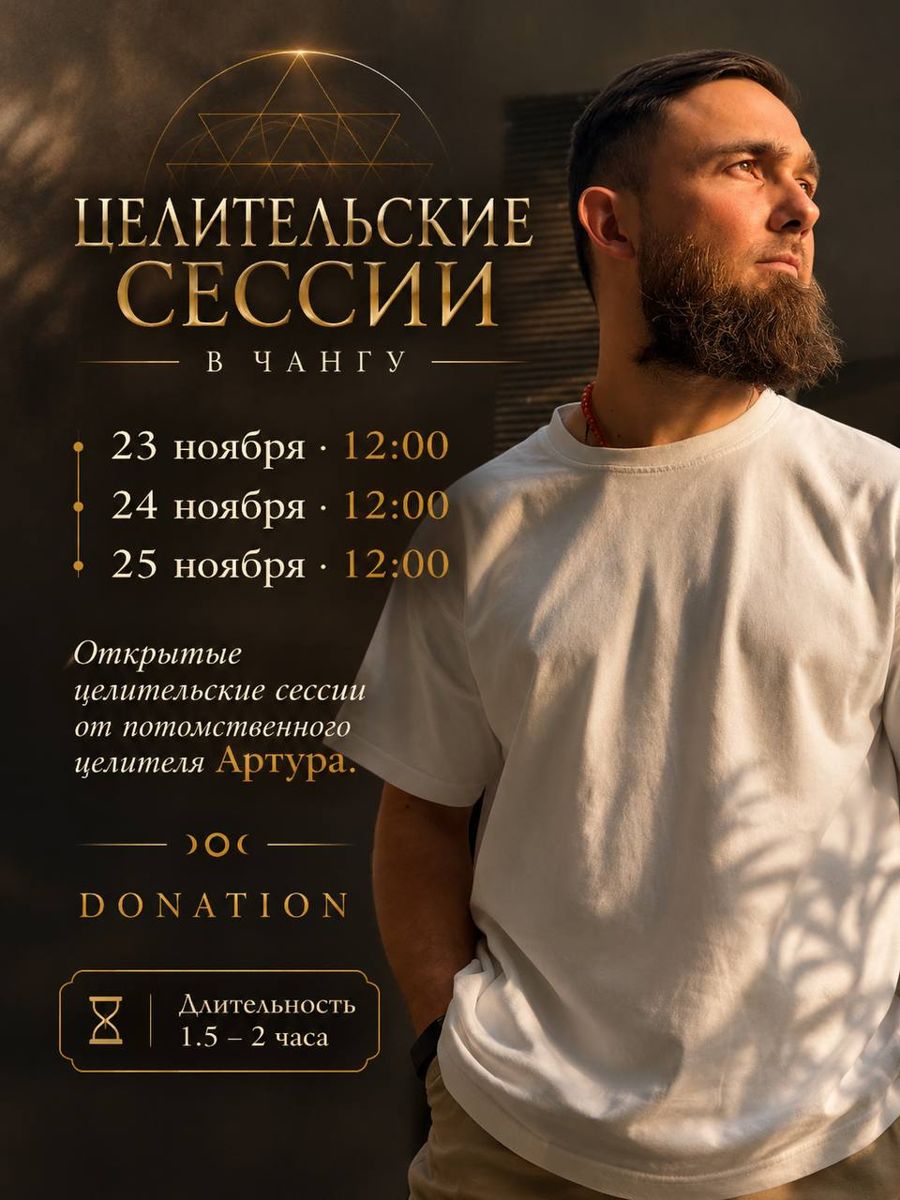 ЦЕЛИТЕЛЬСКИЕ
СЕССИИ
В ЧАНГУ
23 ноября · 12:00
24 ноября · 12:00
25 ноября · 12:00
Открытые
целительские сессии
от потомственного
целителя Артура.
DONATION
Длительность
1.5 – 2 часа